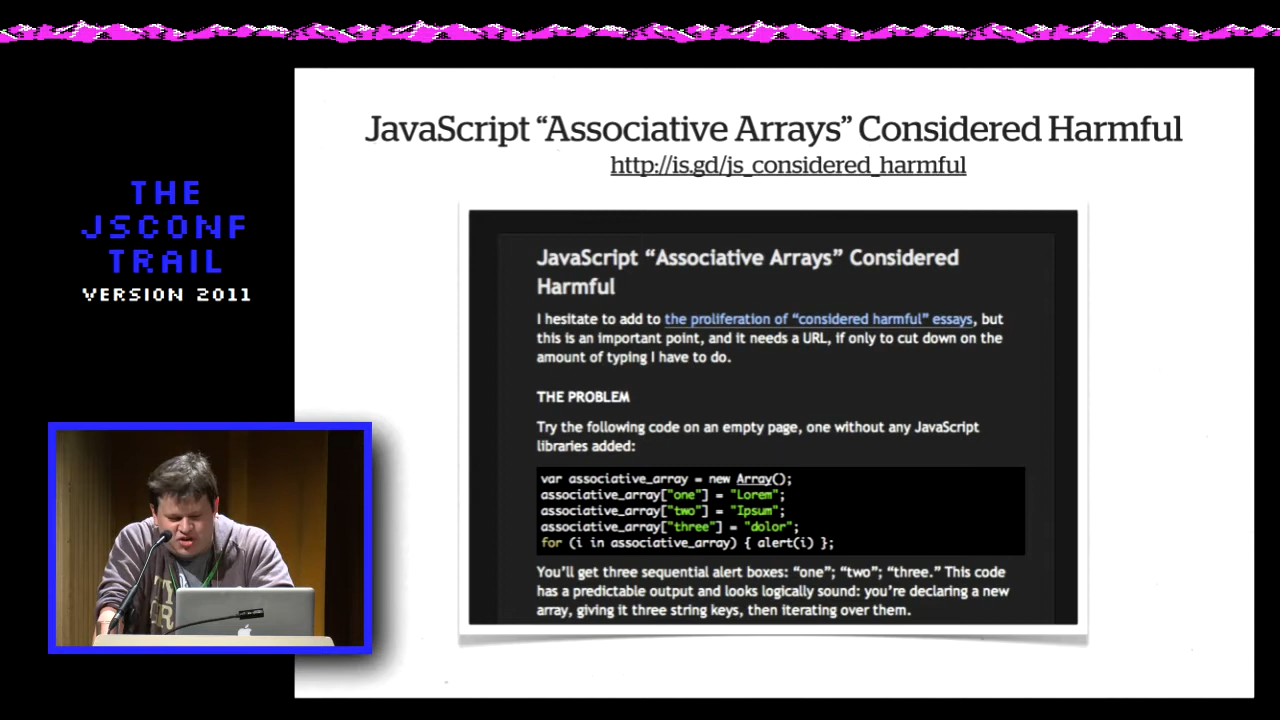 THE
JSCONF
TRAIL
VERSION 2011
JavaScript “Associative Arrays” Considered Harmful
http://is.gd/js_considered_harmful
JavaScript “Associative Arrays” Considered
Harmful
I hesitate to add to the proliferation of “considered harmful” essays, but
this is an important point, and it needs a URL, if only to cut down on the
amount of typing I have to do.
THE PROBLEM
Try the following code on an empty page, one without any JavaScript
libraries added:
var associative_array = new Array();
associative_array["one"] = "Lorem";
associative_array["two"] = "Ipsum";
associative_array["three"] = "dolor";
for (i in associative_array) { alert(i) };
You’ll get three sequential alert boxes: “one”; “two”; “three.” This code
has a predictable output and looks logically sound: you’re declaring a new
array, giving it three string keys, then iterating over them.